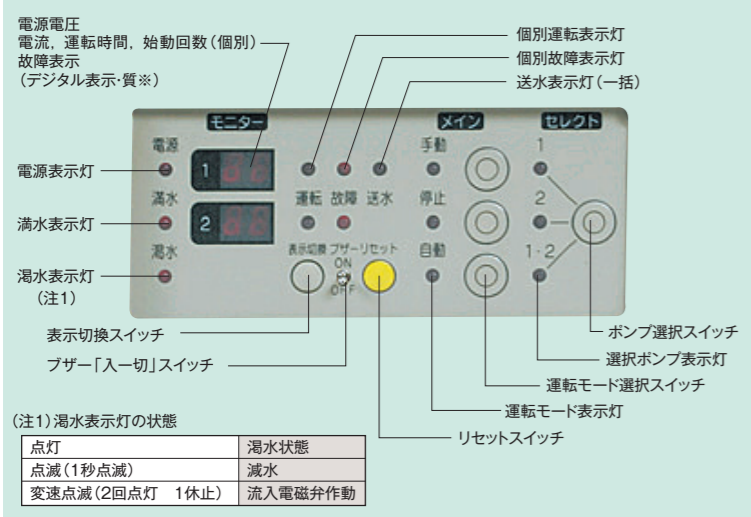 電源電圧
電流，運転時間，始動回数（個別）
故障表示
（デジタル表示・質※）
個別運転表示灯
個別故障表示灯
送水表示灯（一括）
モニター
メイン
セレクト
電源
手動
1
電源表示灯
1
満水
運転 故障 送水
停止
2
満水表示灯
2
渇水
表示切換 ブザー リセット
自動
1・2
ON
OFF
渇水表示灯
（注1）
表示切換スイッチ
ブザー「入ー切」スイッチ
ポンプ選択スイッチ
選択ポンプ表示灯
運転モード選択スイッチ
運転モード表示灯
リセットスイッチ
（注1）渇水表示灯の状態
点灯 渇水状態
点滅（1秒点滅） 減水
変速点滅（2回点灯　1休止） 流入電磁弁作動